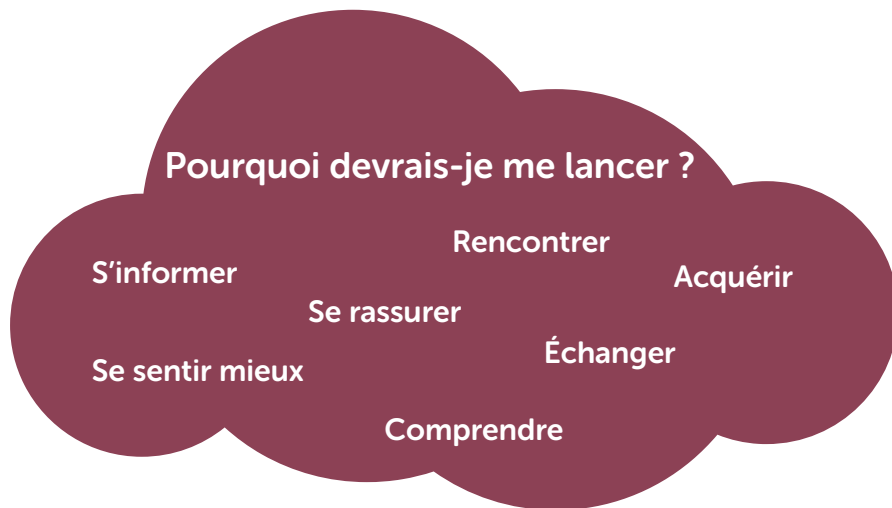 Pourquoi devrais-je me lancer ?
Rencontrer
S’informer
Acquérir
Se rassurer
Échanger
Se sentir mieux
Comprendre